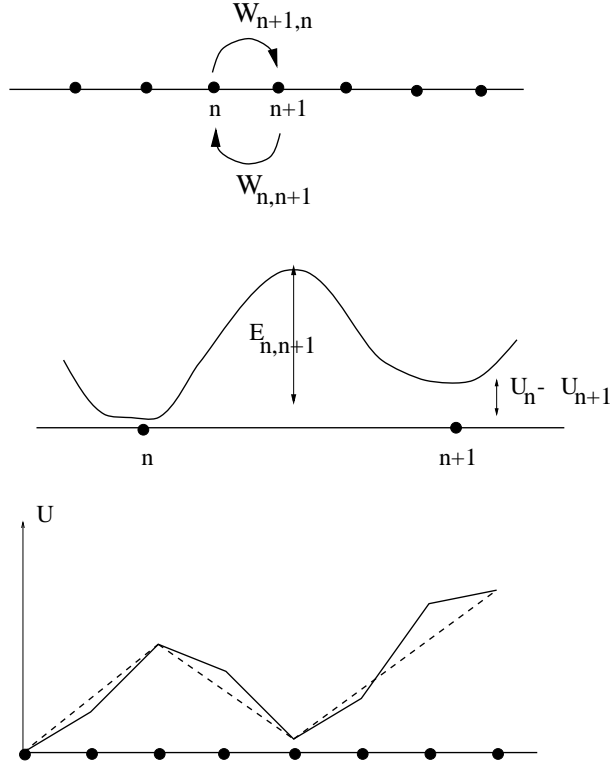 W_{n+1,n}
n n+1
W_{n,n+1}
E_{n,n+1}
U_n - U_{n+1}
n n+1
U